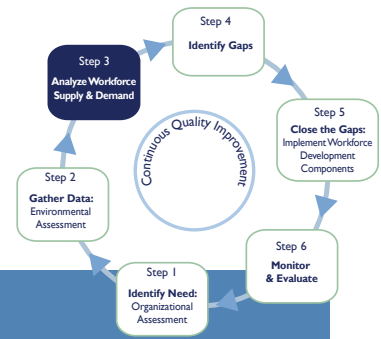 Step 4
Identify Gaps
Step 3
Analyze Workforce
Supply & Demand
Step 5
Close the Gaps:
Implement Workforce
Development
Components
Continuous Quality Improvement
Step 2
Gather Data:
Environmental
Assessment
Step 6
Monitor
& Evaluate
Step 1
Identify Need:
Organizational
Assessment